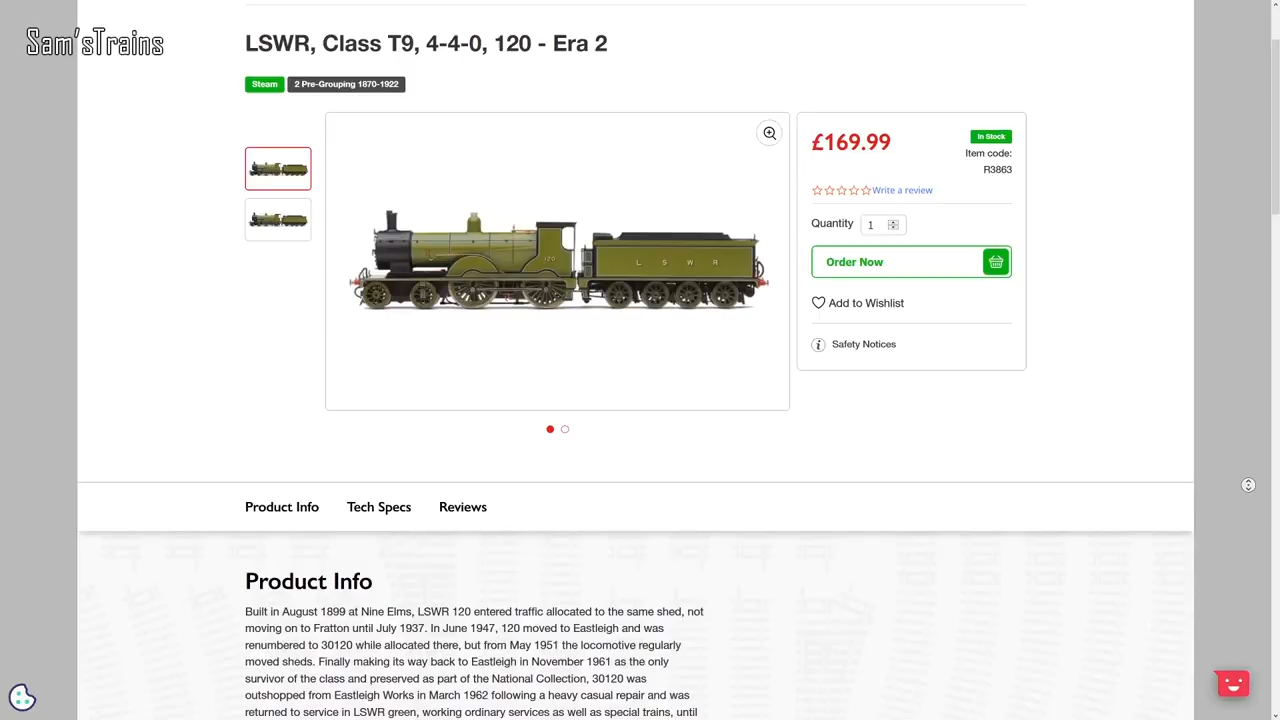 Sam'sTrains
LSWR, Class T9, 4-4-0, 120 - Era 2
Steam
2 Pre-Grouping 1870-1922
£169.99
In Stock
Item code:
R3863
Write a review
Quantity
1
Order Now
Add to Wishlist
Safety Notices
120
L S W R
Product Info
Tech Specs
Reviews
Product Info
Built in August 1899 at Nine Elms, LSWR 120 entered traffic allocated to the same shed, not
moving on to Fratton until July 1937. In June 1947, 120 moved to Eastleigh and was
renumbered to 30120 while allocated there, but from May 1951 the locomotive regularly
moved sheds. Finally making its way back to Eastleigh in November 1961 as the only
survivor of the class and preserved as part of the National Collection, 30120 was
outshopped from Eastleigh Works in March 1962 following a heavy casual repair and was
returned to service in LSWR green, working ordinary services as well as special trains, until